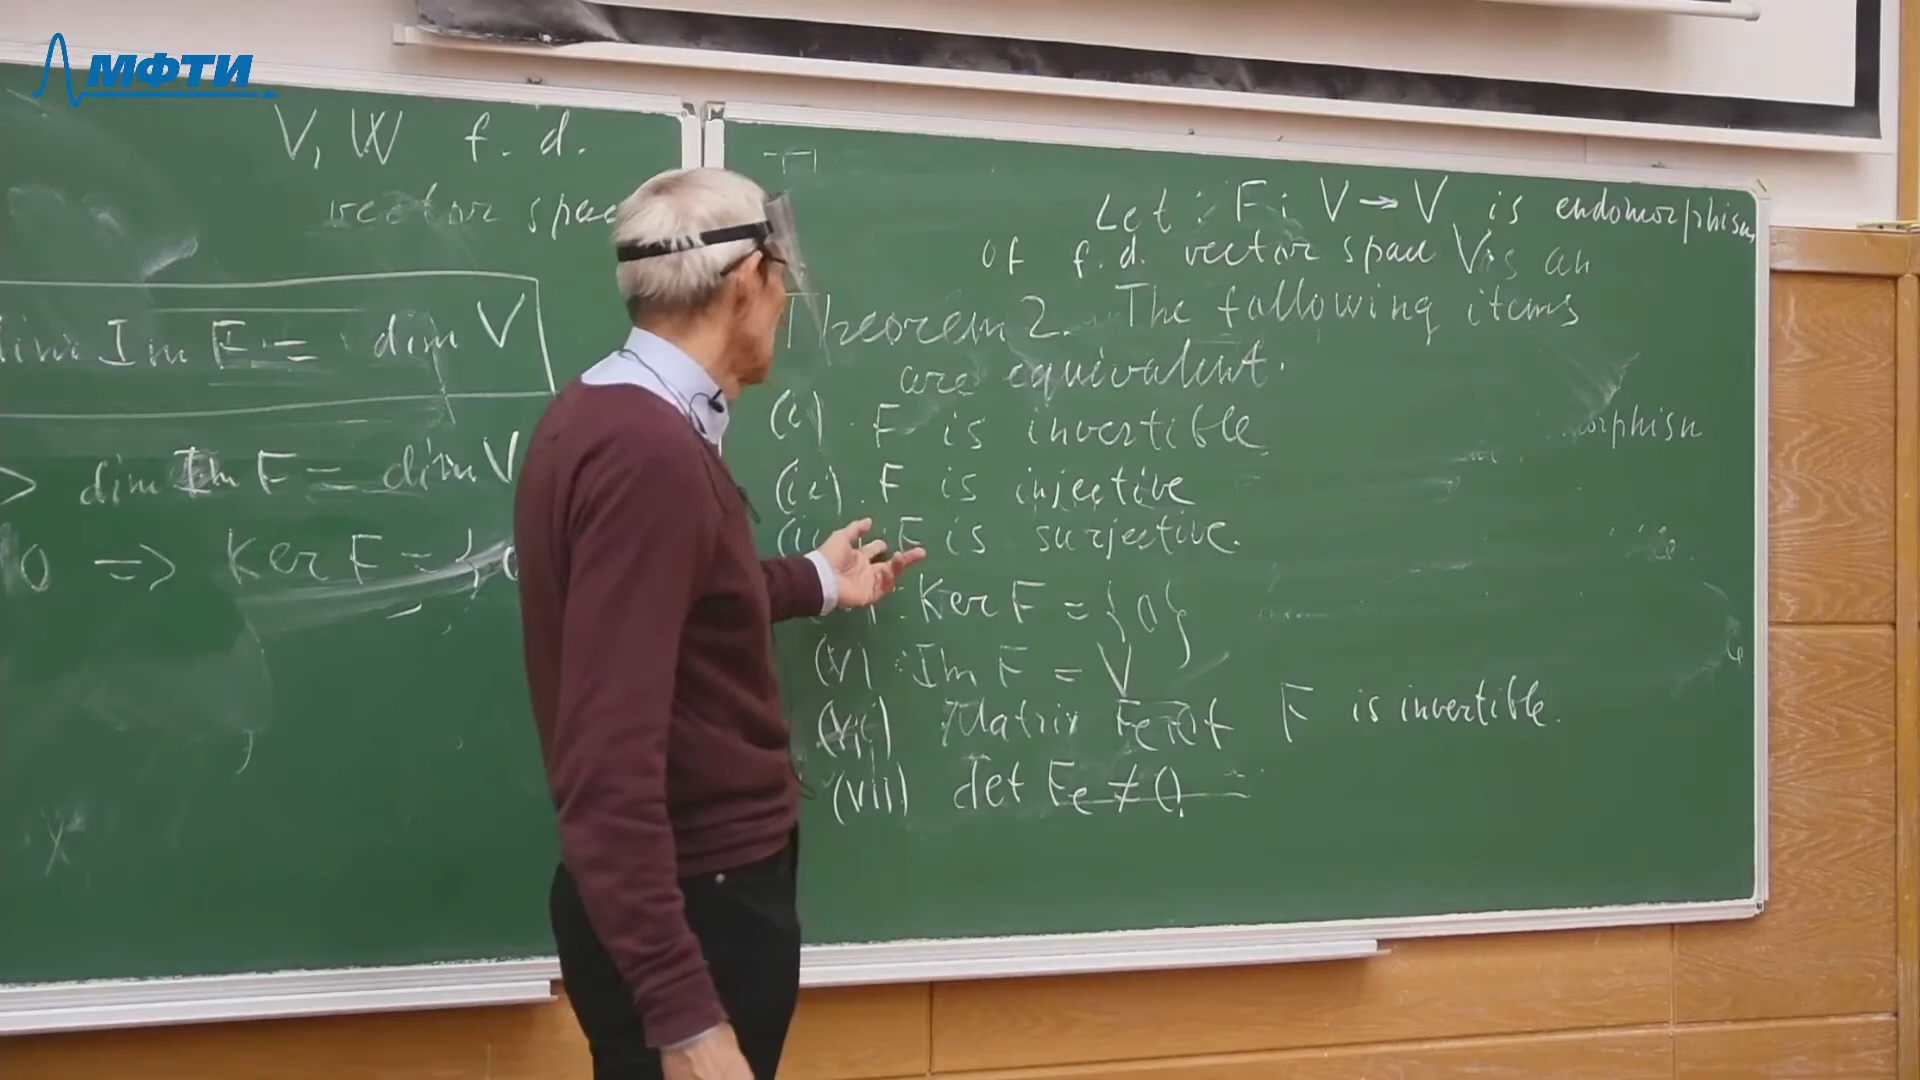 МФТИ
V, W f. d.
vector spac
dim Im F = dim V
> dim Im F = dim V
0 => Ker F = {0
X
Let : F : V → V is endomorphism
of f.d. vector space V is an
Theorem 2. The following items
are equivalent.
(i). F is invertible
(ii). F is injective
F is surjective.
Ker F = {0}
(v) Im F = V
(vi) Matrix Fe of F is invertible.
(vii) det Fe ≠ 0.
orphism